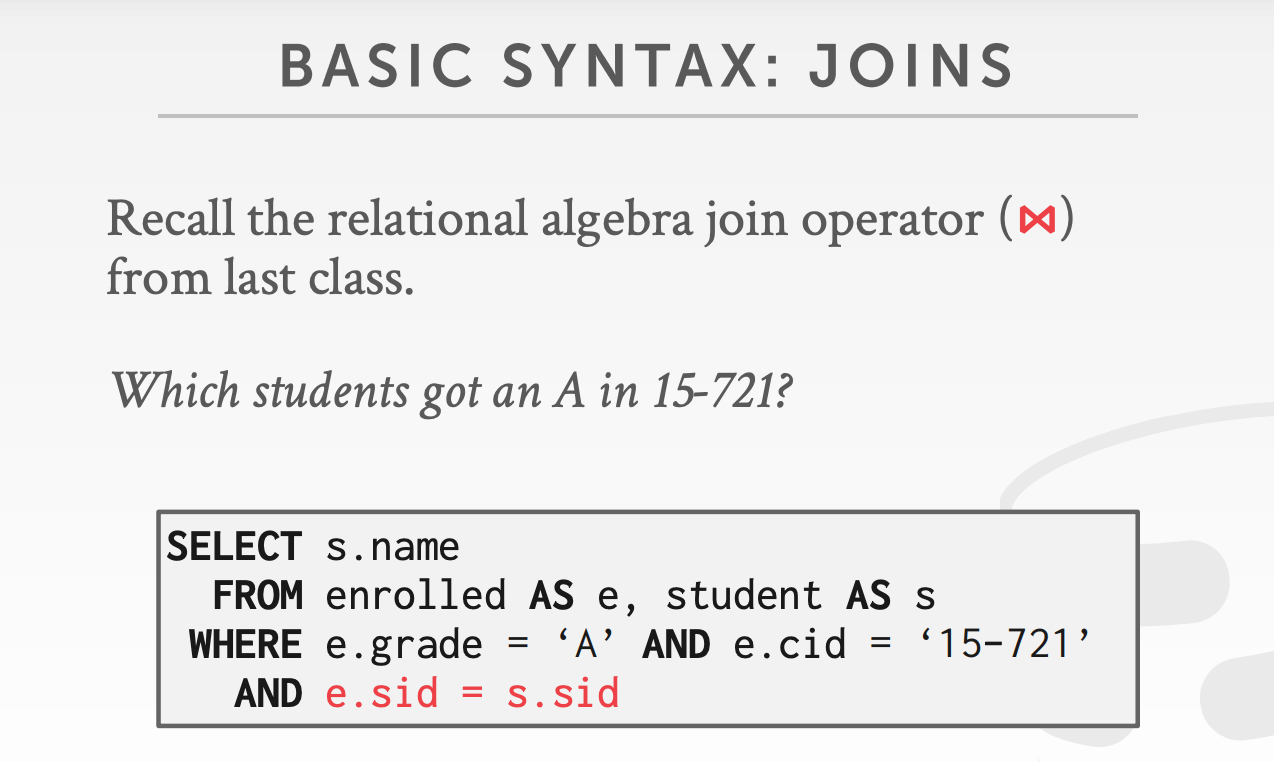 BASIC SYNTAX: JOINS
Recall the relational algebra join operator (⋈)
from last class.
Which students got an A in 15-721?
SELECT s.name
FROM enrolled AS e, student AS s
WHERE e.grade = ‘A’ AND e.cid = ‘15-721’
AND e.sid = s.sid